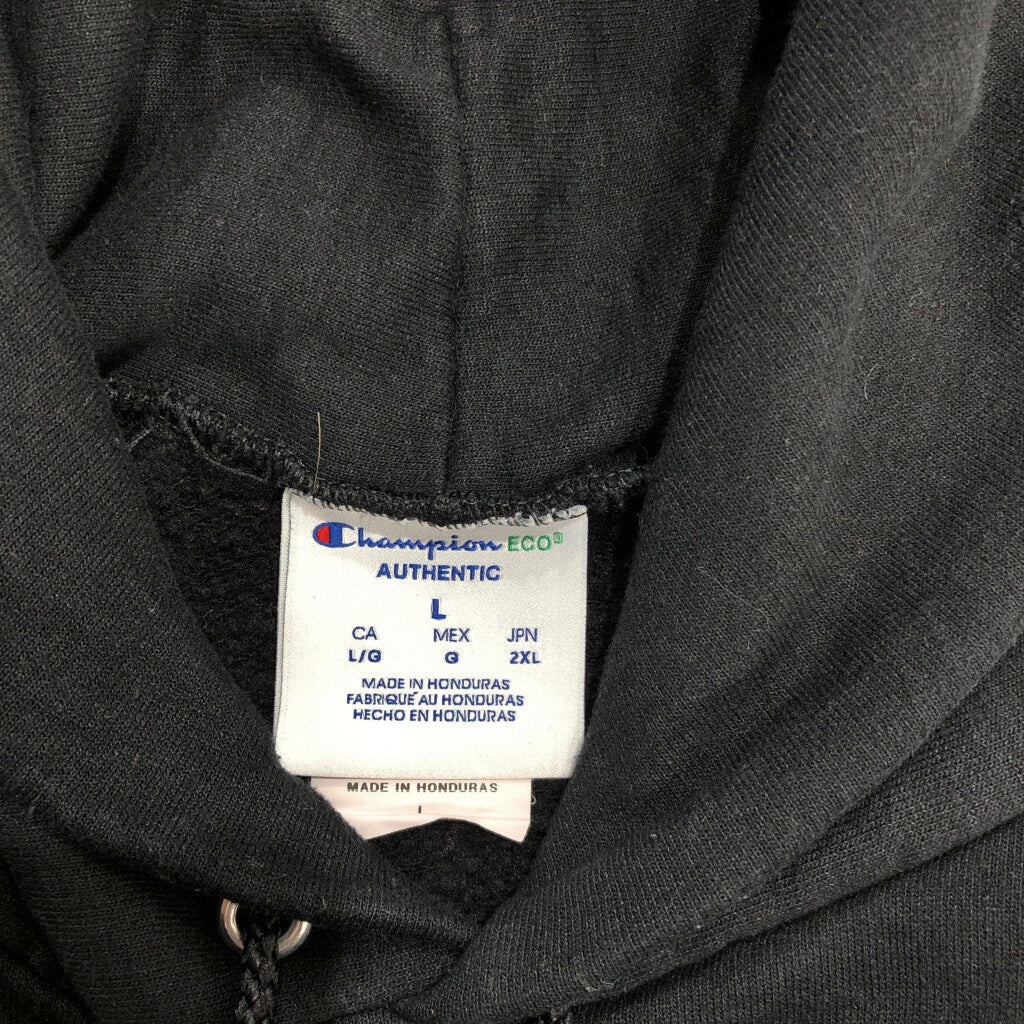 Champion ECO
AUTHENTIC
L
CA MEX JPN
L/G G 2XL
MADE IN HONDURAS
FABRIQUÉ AU HONDURAS
HECHO EN HONDURAS
MADE IN HONDURAS